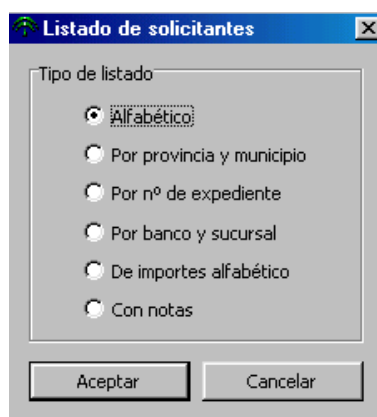 Listado de solicitantes
Tipo de listado
Alfabético
Por provincia y municipio
Por nº de expediente
Por banco y sucursal
De importes alfabético
Con notas
Aceptar Cancelar